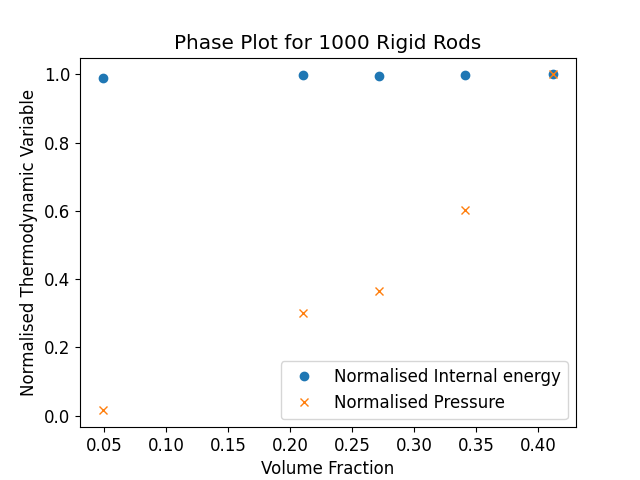 Phase Plot for 1000 Rigid Rods
Normalised Thermodynamic Variable
1.0
0.8
0.6
0.4
0.2
0.0
Normalised Internal energy
Normalised Pressure
0.05 0.10 0.15 0.20 0.25 0.30 0.35 0.40
Volume Fraction